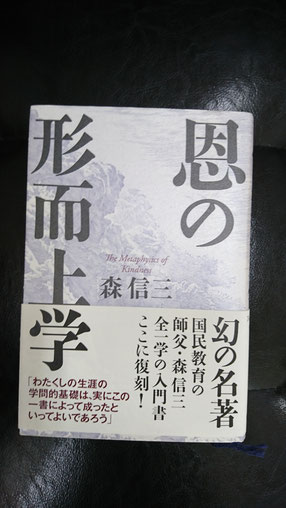 恩の
形而上学
The Metaphysics of
Kindness
森信三
幻の名著
国民教育の
師父・森信三
全一学の入門書
ここに復刻！
「わたくしの生涯の
学問的基礎は、実にこの
一書によって成ったと
いってよいであろう」